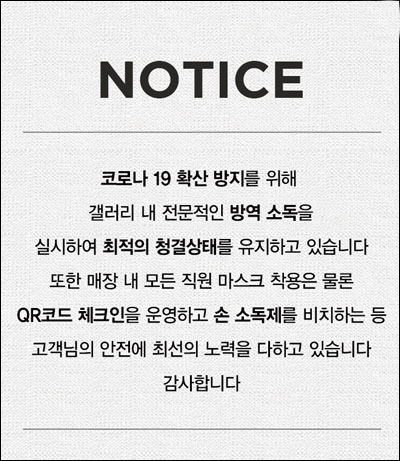 NOTICE
코로나 19 확산 방지를 위해
갤러리 내 전문적인 방역 소독을
실시하여 최적의 청결상태를 유지하고 있습니다
또한 매장 내 모든 직원 마스크 착용은 물론
QR코드 체크인을 운영하고 손 소독제를 비치하는 등
고객님의 안전에 최선의 노력을 다하고 있습니다
감사합니다